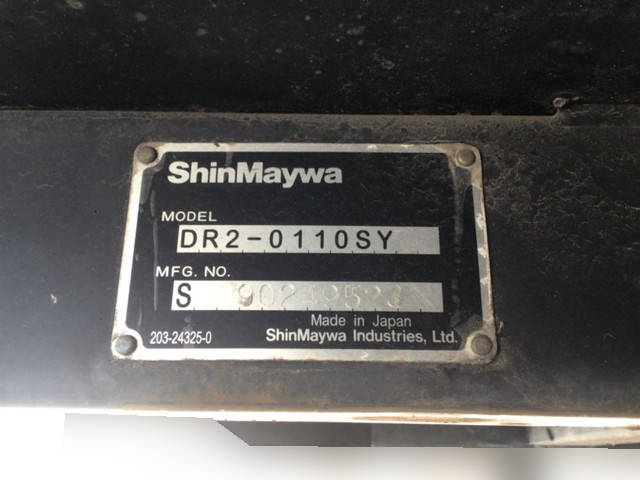 ShinMaywa
MODEL
DR2-0110SY
MFG. NO.
S
Made in Japan
203-24325-0 ShinMaywa Industries, Ltd.